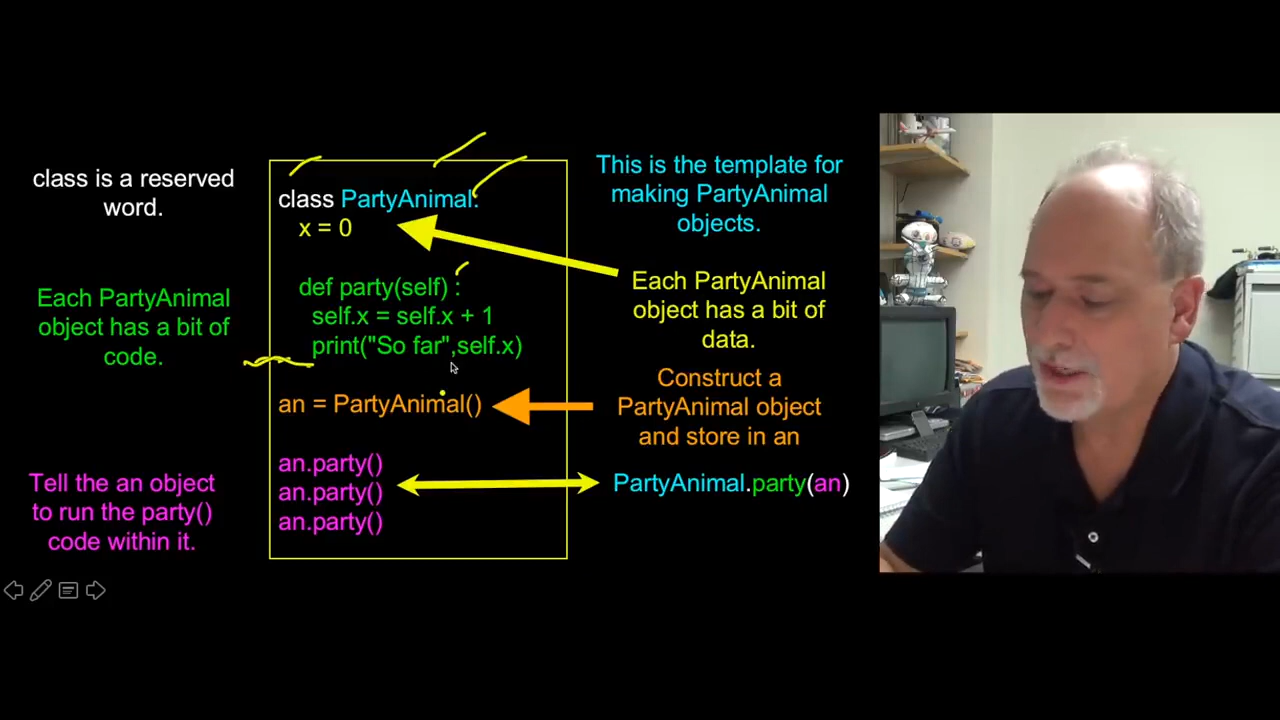 class is a reserved
word.
Each PartyAnimal
object has a bit of
code.
Tell the an object
to run the party()
code within it.
class PartyAnimal:
x = 0
def party(self) :
self.x = self.x + 1
print("So far",self.x)
an = PartyAnimal()
an.party()
an.party()
an.party()
This is the template for
making PartyAnimal
objects.
Each PartyAnimal
object has a bit of
data.
Construct a
PartyAnimal object
and store in an
PartyAnimal.party(an)